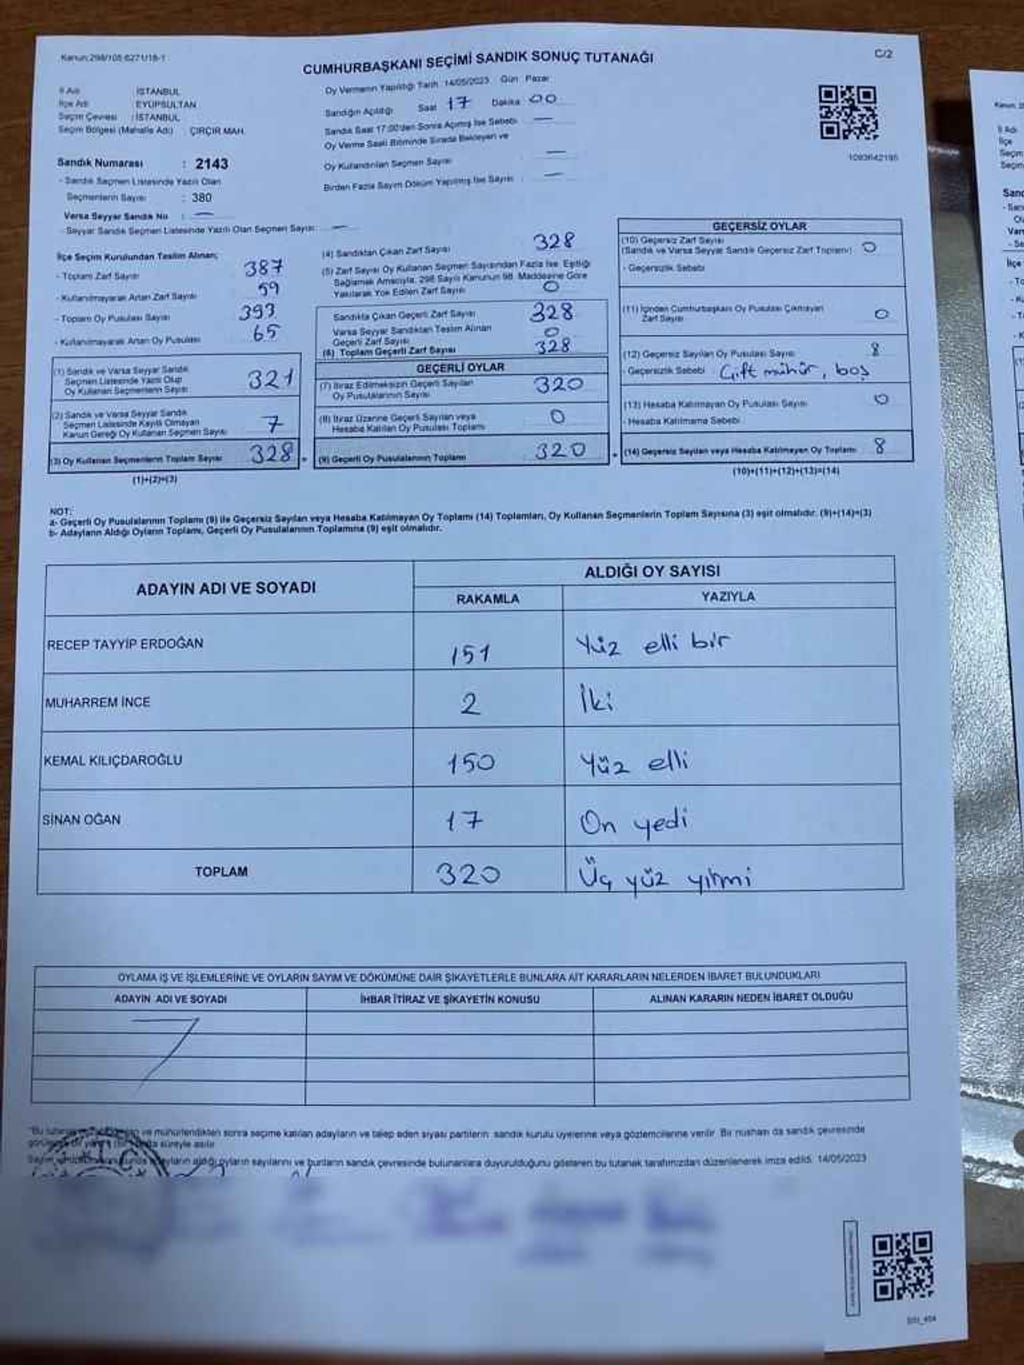 Kanun:298/105 6271/18-1
C/2
CUMHURBAŞKANI SEÇİMİ SANDIK SONUÇ TUTANAĞI
İl Adı : İSTANBUL
İlçe Adı : EYÜPSULTAN
Seçim Çevresi : İSTANBUL
Seçim Bölgesi (Mahalle Adı) : ÇIRÇIR MAH.
Sandık Numarası : 2143
- Sandık Seçmen Listesinde Yazılı Olan
Seçmenlerin Sayısı : 380
Varsa Seyyar Sandık No : —
- Seyyar Sandık Seçmen Listesinde Yazılı Olan Seçmen Sayısı: —
Oy Vermenin Yapıldığı Tarih : 14/05/2023 Gün : Pazar
Sandığın Açıldığı Saat 17 Dakika 00
Sandık Saat 17:00'den Sonra Açılmış İse Sebebi : —
Oy Verme Saati Bitiminde Sırada Bekleyen ve
Oy Kullandırılan Seçmen Sayısı : —
Birden Fazla Sayım Döküm Yapılmış İse Sayısı : —
1093642195
İlçe Seçim Kurulundan Teslim Alınan;
- Toplam Zarf Sayısı 387
- Kullanılmayarak Artan Zarf Sayısı 59
- Toplam Oy Pusulası Sayısı 393
- Kullanılmayarak Artan Oy Pusulası 65
(1) Sandık ve Varsa Seyyar Sandık
Seçmen Listesinde Yazılı Olup
Oy Kullanan Seçmenlerin Sayısı 321
(2) Sandık ve Varsa Seyyar Sandık
Seçmen Listesinde Kayıtlı Olmayan
Kanun Gereği Oy Kullanan Seçmen Sayısı 7
(3) Oy Kullanan Seçmenlerin Toplam Sayısı 328
(1)+(2)=(3)
(4) Sandıktan Çıkan Zarf Sayısı 328
(5) Zarf Sayısı Oy Kullanan Seçmen Sayısından Fazla İse, Eşitliği
Sağlamak Amacıyla, 298 Sayılı Kanunun 98. Maddesine Göre
Yakılarak Yok Edilen Zarf Sayısı 0
Sandıkta Çıkan Geçerli Zarf Sayısı 328
Varsa Seyyar Sandıktan Teslim Alınan
Geçerli Zarf Sayısı 0
(6) Toplam Geçerli Zarf Sayısı 328
GEÇERLİ OYLAR
(7) İtiraz Edilmeksizin Geçerli Sayılan
Oy Pusulalarının Sayısı 320
(8) İtiraz Üzerine Geçerli Sayılan veya
Hesaba Katılan Oy Pusulası Toplamı 0
(9) Geçerli Oy Pusulalarının Toplamı 320
GEÇERSİZ OYLAR
(10) Geçersiz Zarf Sayısı
(Sandık ve Varsa Seyyar Sandık Geçersiz Zarf Toplamı) 0
- Geçersizlik Sebebi
(11) İçinden Cumhurbaşkanı Oy Pusulası Çıkmayan
Zarf Sayısı 0
(12) Geçersiz Sayılan Oy Pusulası Sayısı 8
- Geçersizlik Sebebi Çift mühür, boş
(13) Hesaba Katılmayan Oy Pusulası Sayısı 0
- Hesaba Katılmama Sebebi
(14) Geçersiz Sayılan veya Hesaba Katılmayan Oy Toplamı 8
(10)+(11)+(12)+(13)=(14)
NOT:
a- Geçerli Oy Pusulalarının Toplamı (9) ile Geçersiz Sayılan veya Hesaba Katılmayan Oy Toplamı (14) Toplamları, Oy Kullanan Seçmenlerin Toplam Sayısına (3) eşit olmalıdır. (9)+(14)=(3)
b- Adayların Aldığı Oyların Toplamı, Geçerli Oy Pusulalarının Toplamına (9) eşit olmalıdır.
ADAYIN ADI VE SOYADI
ALDIĞI OY SAYISI
RAKAMLA YAZIYLA
RECEP TAYYİP ERDOĞAN 151 Yüz elli bir
MUHARREM İNCE 2 İki
KEMAL KILIÇDAROĞLU 150 Yüz elli
SİNAN OĞAN 17 On yedi
TOPLAM 320 Üç yüz yirmi
OYLAMA İŞ VE İŞLEMLERİNE VE OYLARIN SAYIM VE DÖKÜMÜNE DAİR ŞİKAYETLERLE BUNLARA AİT KARARLARIN NELERDEN İBARET BULUNDUKLARI
ADAYIN ADI VE SOYADI İHBAR İTİRAZ VE ŞİKAYETİN KONUSU ALINAN KARARIN NEDEN İBARET OLDUĞU
ve mühürlendikten sonra seçime katılan adayların ve talep eden siyasi partilerin sandık kurulu üyelerine veya gözlemcilerine verilir. Bir nüshası da sandık çevresinde
süreyle asılır.
aldığı oyların sayılarını ve bunların sandık çevresinde bulunanlara duyurulduğunu gösteren bu tutanak tarafımızdan düzenlenerek imza edildi. 14/05/2023